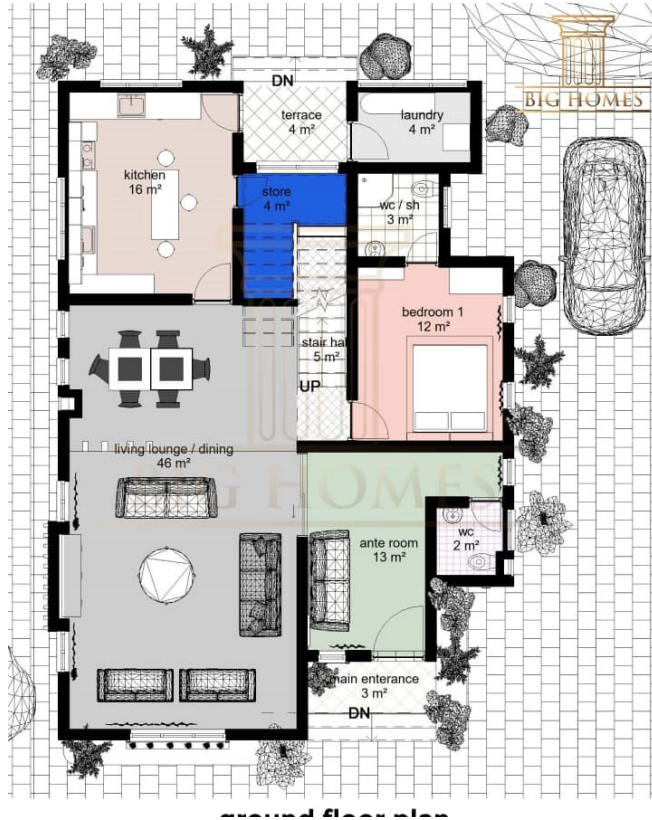 BIG HOMES
DN
terrace
4 m²
laundry
4 m²
kitchen
16 m²
store
4 m²
wc / sh
3 m²
bedroom 1
12 m²
stair hal
5 m²
UP
living lounge / dining
46 m²
BIG HOMES
ante room
13 m²
wc
2 m²
main enterance
3 m²
DN
ground floor plan